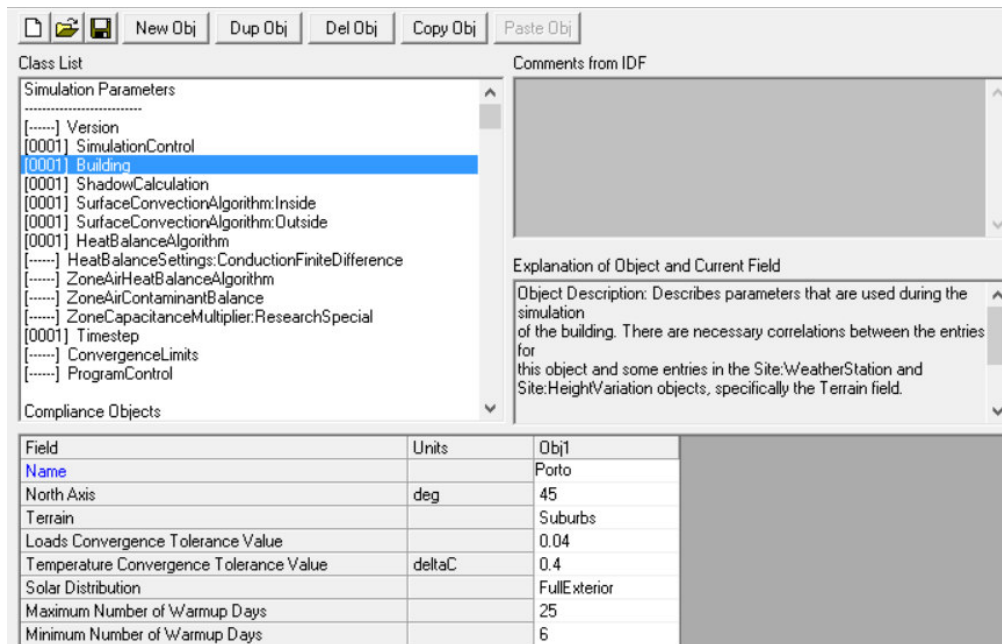 New Obj Dup Obj Del Obj Copy Obj Paste Obj
Class List
Simulation Parameters
----------------------------
[------] Version
[0001] SimulationControl
[0001] Building
[0001] ShadowCalculation
[0001] SurfaceConvectionAlgorithm:Inside
[0001] SurfaceConvectionAlgorithm:Outside
[0001] HeatBalanceAlgorithm
[------] HeatBalanceSettings:ConductionFiniteDifference
[------] ZoneAirHeatBalanceAlgorithm
[------] ZoneAirContaminantBalance
[------] ZoneCapacitanceMultiplier:ResearchSpecial
[0001] Timestep
[------] ConvergenceLimits
[------] ProgramControl
Compliance Objects
Comments from IDF
Explanation of Object and Current Field
Object Description: Describes parameters that are used during the
simulation
of the building. There are necessary correlations between the entries
for
this object and some entries in the Site:WeatherStation and
Site:HeightVariation objects, specifically the Terrain field.
Field Units Obj1
Name Porto
North Axis deg 45
Terrain Suburbs
Loads Convergence Tolerance Value 0.04
Temperature Convergence Tolerance Value deltaC 0.4
Solar Distribution FullExterior
Maximum Number of Warmup Days 25
Minimum Number of Warmup Days 6